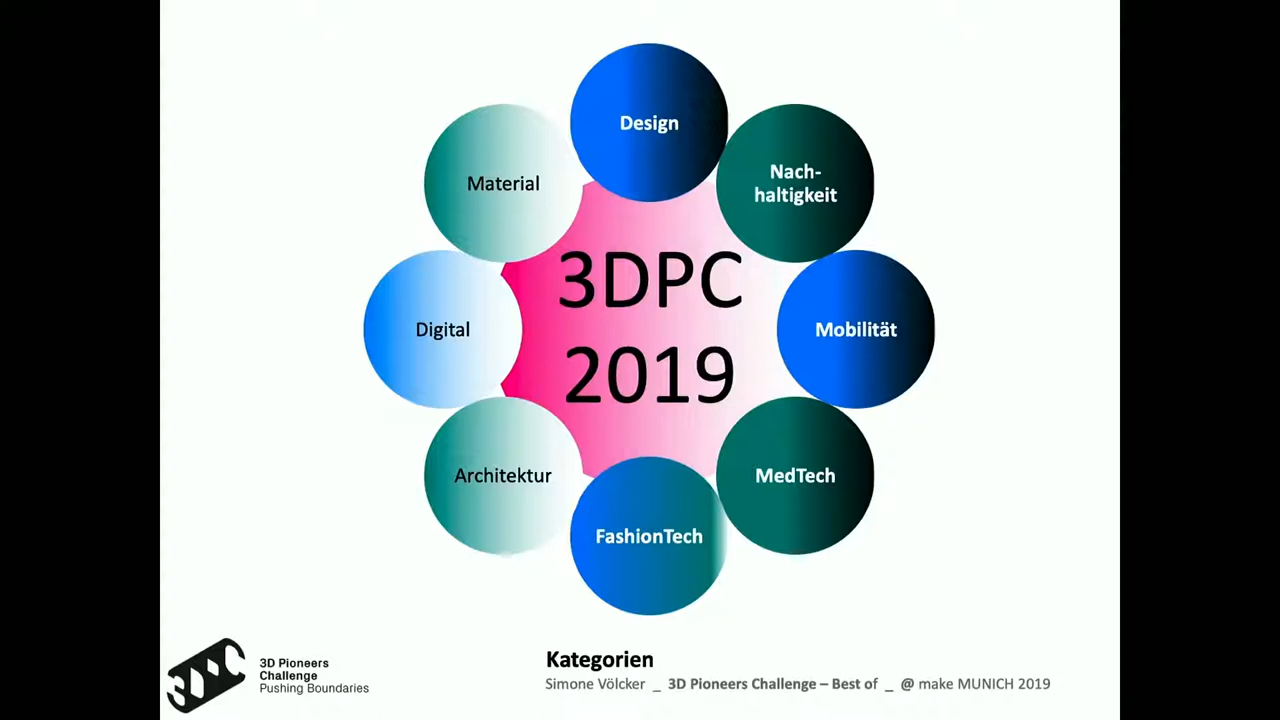 Design
Nach-
haltigkeit
Mobilität
MedTech
FashionTech
Architektur
Digital
Material
3DPC
2019
3DPC
3D Pioneers
Challenge
Pushing Boundaries
Kategorien
Simone Völcker _ 3D Pioneers Challenge – Best of _ @ make MUNICH 2019